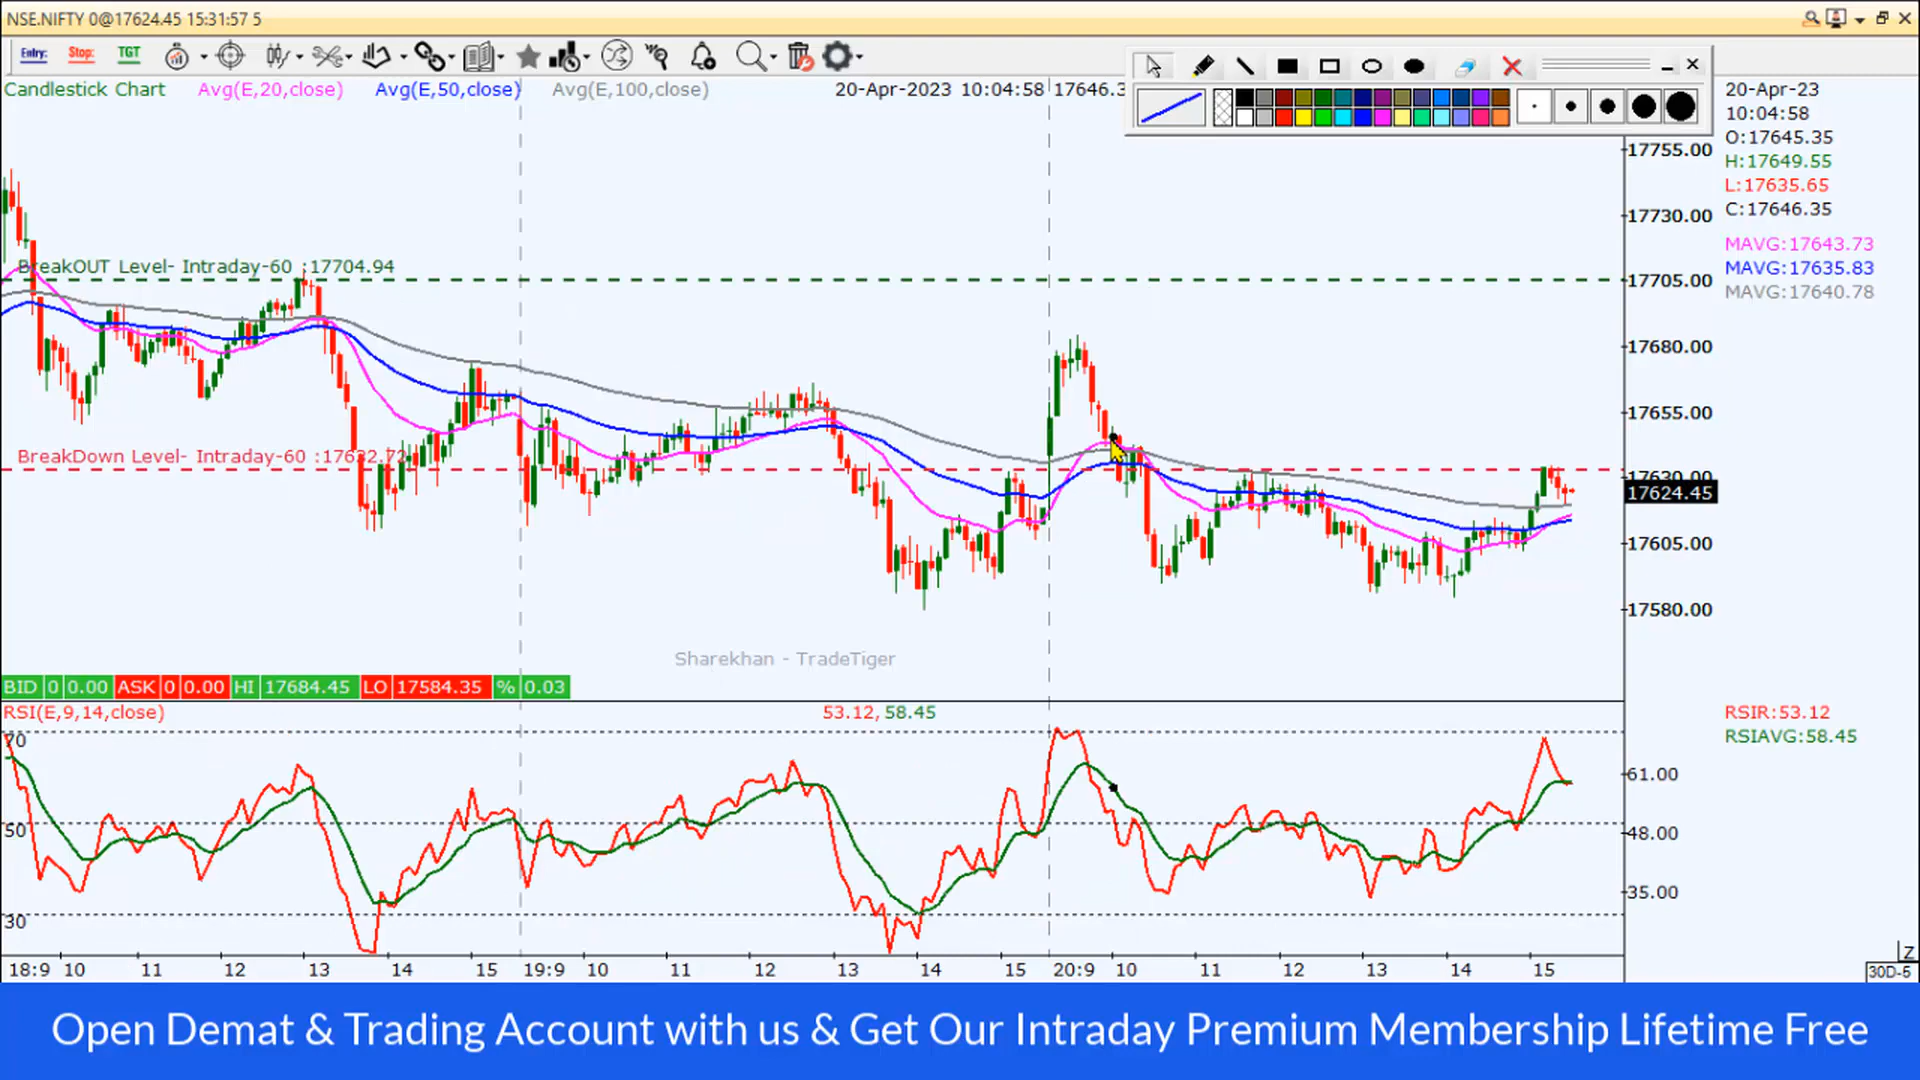 NSE.NIFTY 0@17624.45 15:31:57 5
Entry: Stop: TGT
Candlestick Chart Avg(E,20,close) Avg(E,50,close) Avg(E,100,close) 20-Apr-2023 10:04:58 17646.3
20-Apr-23
10:04:58
O:17645.35
H:17649.55
L:17635.65
C:17646.35
MAVG:17643.73
MAVG:17635.83
MAVG:17640.78
17755.00
17730.00
17705.00
17680.00
17655.00
17630.00
17624.45
17605.00
17580.00
BreakOUT Level- Intraday-60 :17704.94
BreakDown Level- Intraday-60 :17632.72
Sharekhan - TradeTiger
BID 0 0.00 ASK 0 0.00 HI 17684.45 LO 17584.35 % 0.03
RSI(E,9,14,close) 53.12, 58.45
RSIR:53.12
RSIAVG:58.45
70
50
30
61.00
48.00
35.00
18:9 10 11 12 13 14 15 19:9 10 11 12 13 14 15 20:9 10 11 12 13 14 15
Z
30D-5
Open Demat & Trading Account with us & Get Our Intraday Premium Membership Lifetime Free